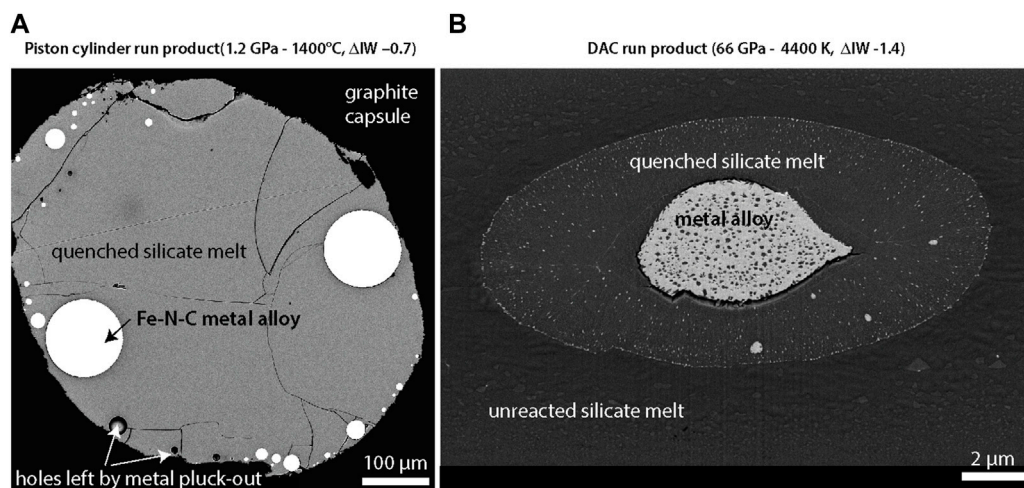 A
Piston cylinder run product(1.2 GPa - 1400°C, ΔIW –0.7)
graphite
capsule
quenched silicate melt
Fe-N-C metal alloy
holes left by metal pluck-out
100 µm
B
DAC run product (66 GPa - 4400 K, ΔIW -1.4)
quenched silicate melt
metal alloy
unreacted silicate melt
2 µm